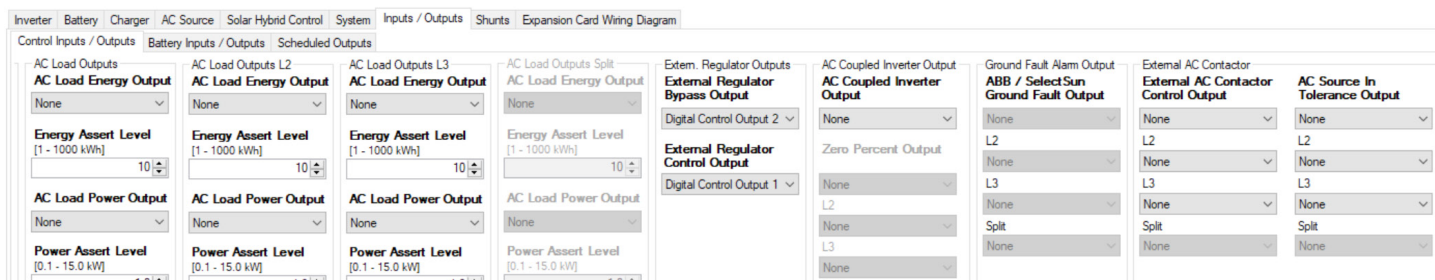 Inverter Battery Charger AC Source Solar Hybrid Control System Inputs / Outputs Shunts Expansion Card Wiring Diagram
Control Inputs / Outputs Battery Inputs / Outputs Scheduled Outputs
AC Load Outputs
AC Load Energy Output
None
Energy Assert Level
[1 - 1000 kWh]
10
AC Load Power Output
None
Power Assert Level
[0.1 - 15.0 kW]
AC Load Outputs L2
AC Load Energy Output
None
Energy Assert Level
[1 - 1000 kWh]
10
AC Load Power Output
None
Power Assert Level
[0.1 - 15.0 kW]
AC Load Outputs L3
AC Load Energy Output
None
Energy Assert Level
[1 - 1000 kWh]
10
AC Load Power Output
None
Power Assert Level
[0.1 - 15.0 kW]
AC Load Outputs Split
AC Load Energy Output
None
Energy Assert Level
[1 - 1000 kWh]
10
AC Load Power Output
None
Power Assert Level
[0.1 - 15.0 kW]
Extern. Regulator Outputs
External Regulator
Bypass Output
Digital Control Output 2
External Regulator
Control Output
Digital Control Output 1
AC Coupled Inverter Output
AC Coupled Inverter
Output
None
Zero Percent Output
None
L2
None
L3
None
Ground Fault Alarm Output
ABB / SelectSun
Ground Fault Output
None
L2
None
L3
None
Split
None
External AC Contactor
External AC Contactor
Control Output
None
L2
None
L3
None
Split
None
AC Source In
Tolerance Output
None
L2
None
L3
None
Split
None